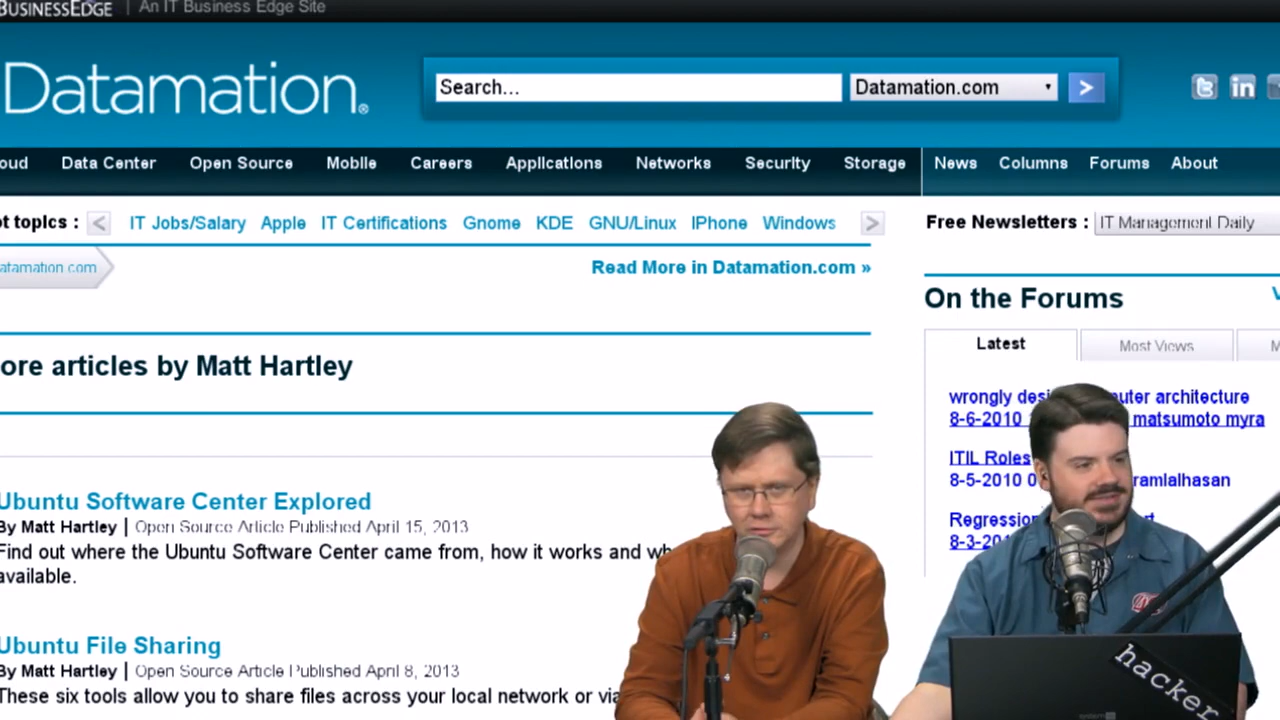 BUSINESSEDGE | An IT Business Edge Site
Datamation.®
Search...
Datamation.com
>
oud Data Center Open Source Mobile Careers Applications Networks Security Storage News Columns Forums About
ot topics : < IT Jobs/Salary Apple IT Certifications Gnome KDE GNU/Linux IPhone Windows >
Free Newsletters : IT Management Daily
atamation com
Read More in Datamation.com »
On the Forums
Latest Most Views M
ore articles by Matt Hartley
wrongly desi uter architecture
8-6-2010 matsumoto myra
ITIL Roles
8-5-2010 0 ramlalhasan
Regression rt
8-3-201
Ubuntu Software Center Explored
By Matt Hartley | Open Source Article Published April 15, 2013
Find out where the Ubuntu Software Center came from, how it works and wh
available.
Ubuntu File Sharing
By Matt Hartley | Open Source Article Published April 8, 2013
These six tools allow you to share files across your local network or via
hacker